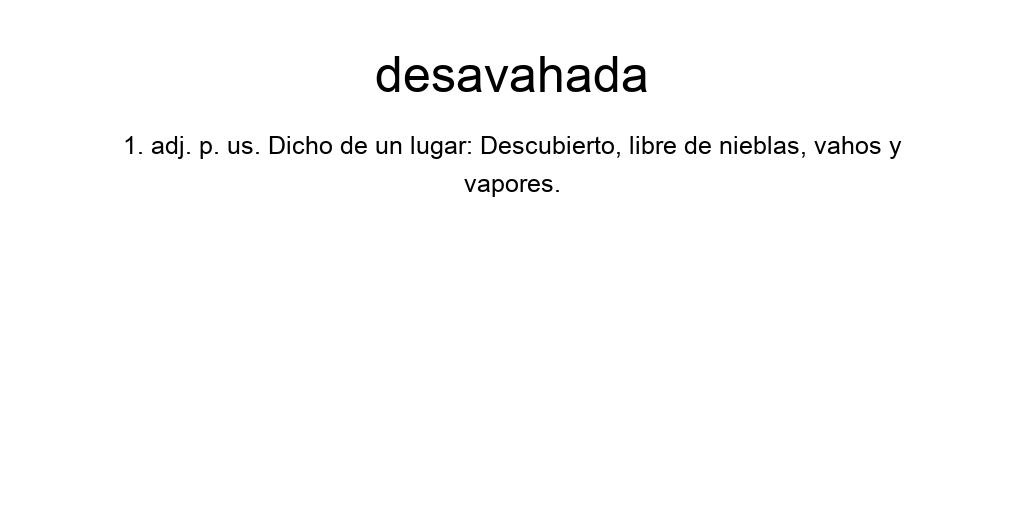 desavahada
1. adj. p. us. Dicho de un lugar: Descubierto, libre de nieblas, vahos y
vapores.